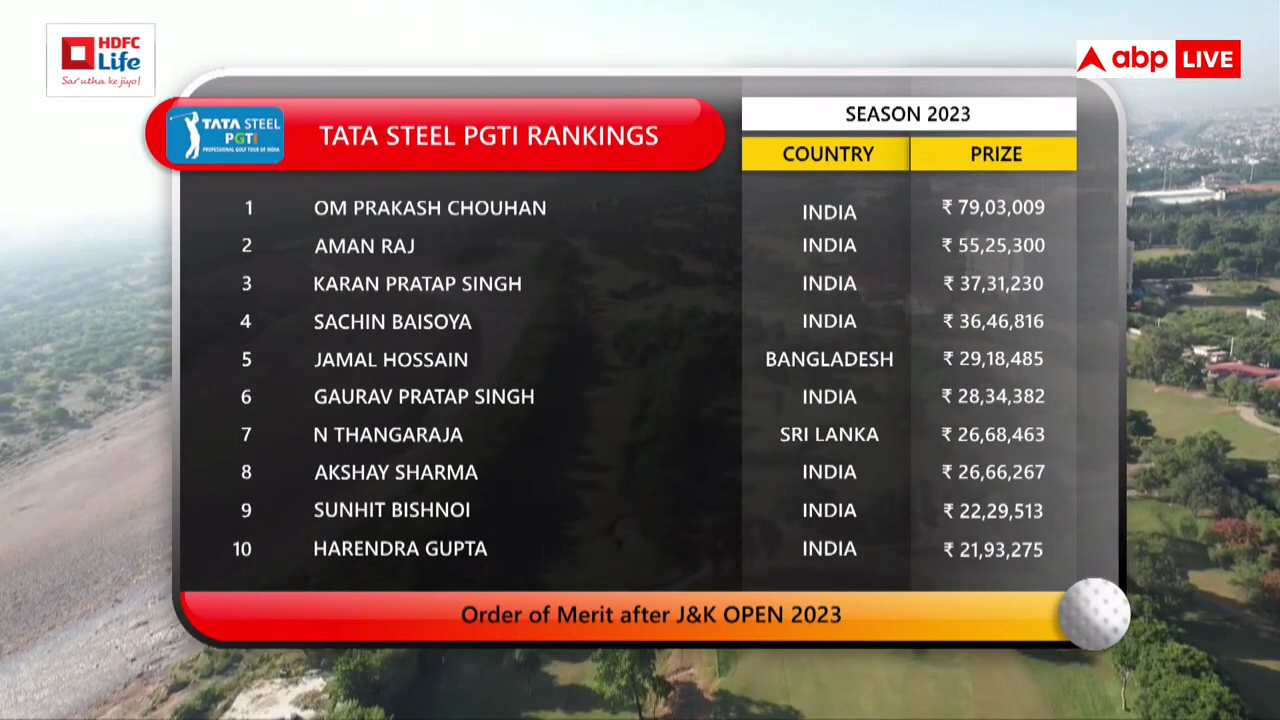 HDFC
Life
Sar utha ke jiyo!
abp LIVE
TATA STEEL
PGTI
PROFESSIONAL GOLF TOUR OF INDIA
TATA STEEL PGTI RANKINGS
SEASON 2023
COUNTRY PRIZE
1 OM PRAKASH CHOUHAN INDIA ₹ 79,03,009
2 AMAN RAJ INDIA ₹ 55,25,300
3 KARAN PRATAP SINGH INDIA ₹ 37,31,230
4 SACHIN BAISOYA INDIA ₹ 36,46,816
5 JAMAL HOSSAIN BANGLADESH ₹ 29,18,485
6 GAURAV PRATAP SINGH INDIA ₹ 28,34,382
7 N THANGARAJA SRI LANKA ₹ 26,68,463
8 AKSHAY SHARMA INDIA ₹ 26,66,267
9 SUNHIT BISHNOI INDIA ₹ 22,29,513
10 HARENDRA GUPTA INDIA ₹ 21,93,275
Order of Merit after J&K OPEN 2023